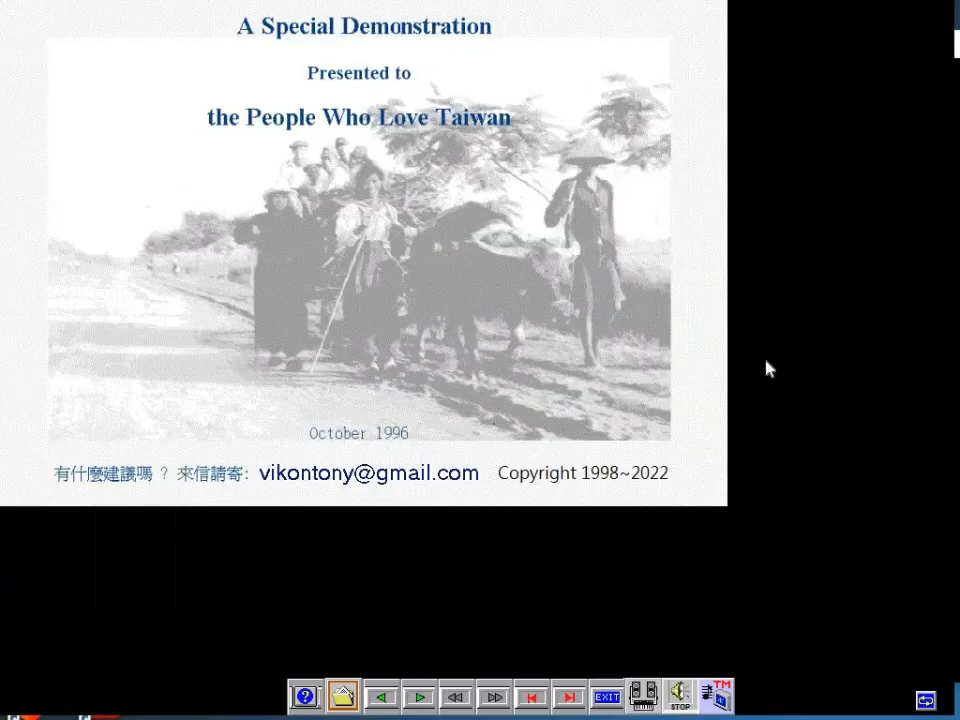 A Special Demonstration
Presented to
the People Who Love Taiwan
October 1996
有什麼建議嗎？ 來信請寄: vikontony@gmail.com Copyright 1998~2022
? EXIT STOP TM